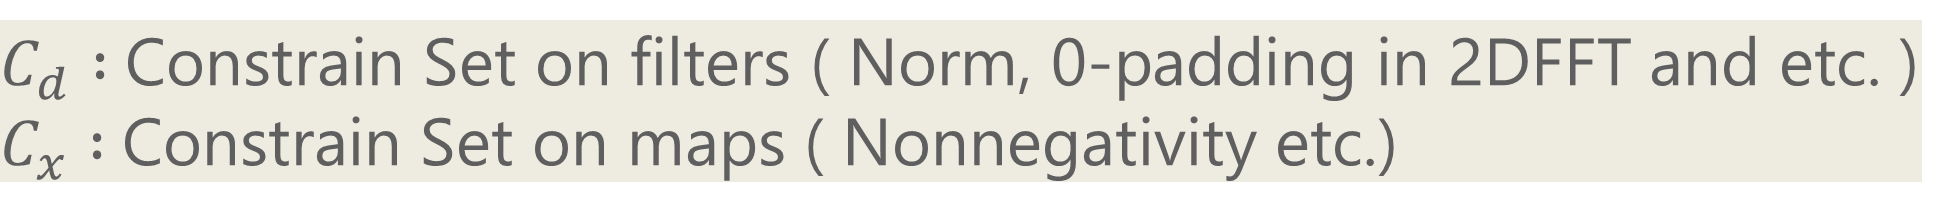 C_d : Constrain Set on filters ( Norm, 0-padding in 2DFFT and etc. )
C_x : Constrain Set on maps ( Nonnegativity etc.)